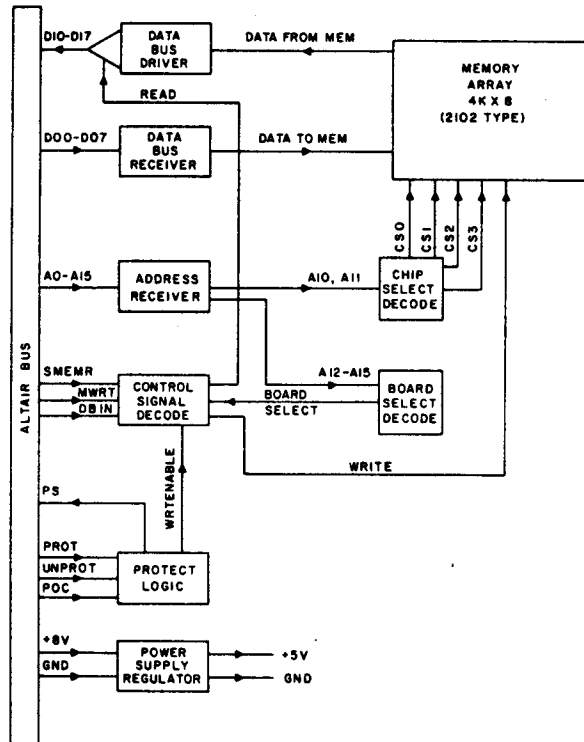 ALTAIR BUS
DI0-DI7
DATA
BUS
DRIVER
DATA FROM MEM
MEMORY
ARRAY
4K X 8
(2102 TYPE)
READ
DO0-DO7
DATA
BUS
RECEIVER
DATA TO MEM
CS0
CS1
CS2
CS3
A0-A15
ADDRESS
RECEIVER
A10, A11
CHIP
SELECT
DECODE
SMEMR
MWRT
DBIN
CONTROL
SIGNAL
DECODE
A12-A15
BOARD
SELECT
BOARD
SELECT
DECODE
WRITE
WRTENABLE
PS
PROT
UNPROT
POC
PROTECT
LOGIC
+8V
GND
POWER
SUPPLY
REGULATOR
+5V
GND